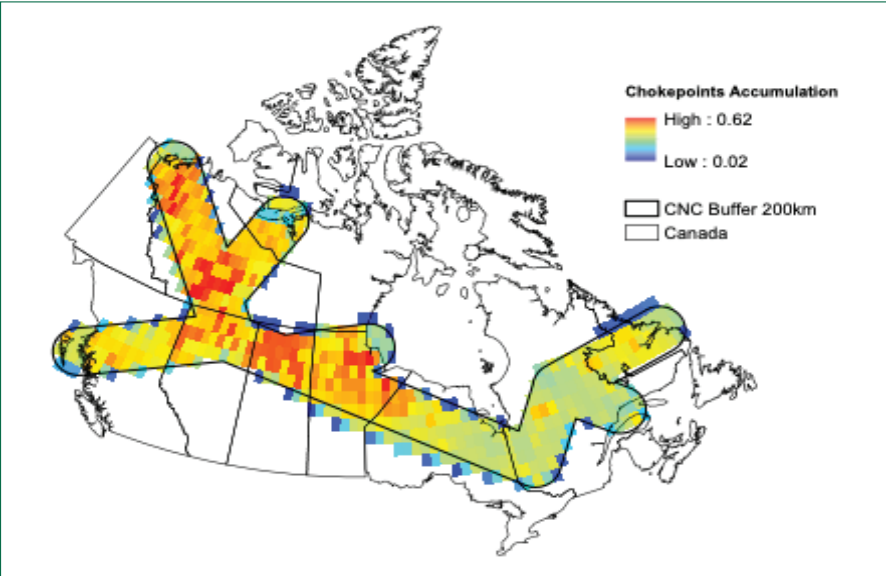 Chokepoints Accumulation
High : 0.62
Low : 0.02
CNC Buffer 200km
Canada